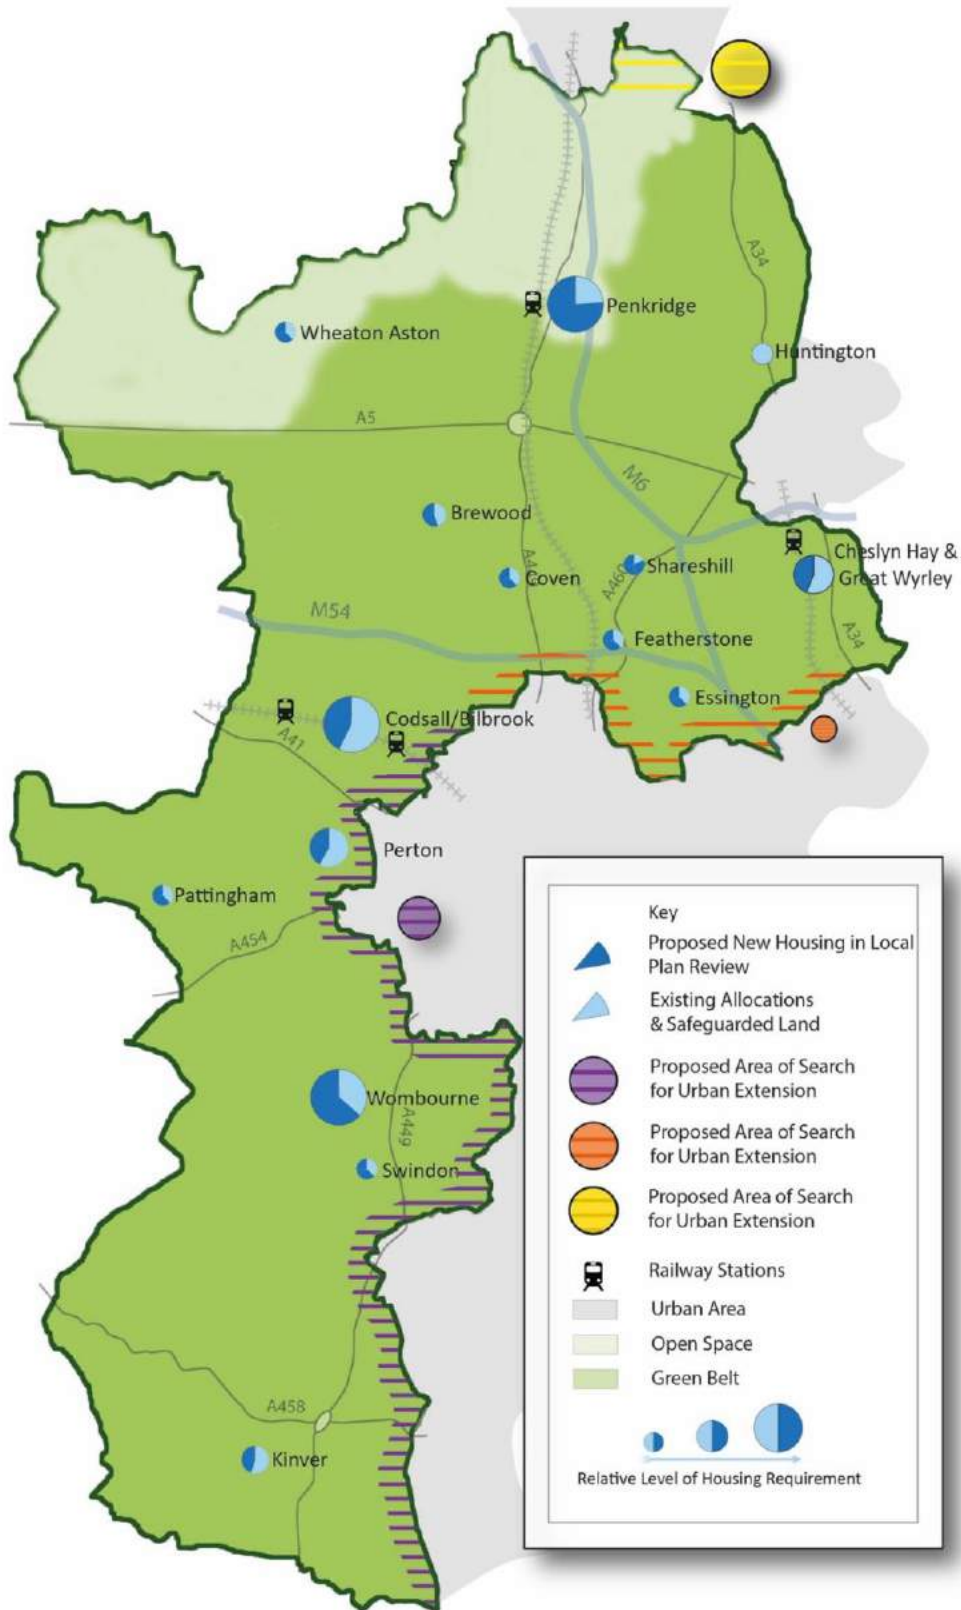 A34
Penkridge
Wheaton Aston
Huntington
A5
M6
Brewood
Cheslyn Hay &
Great Wyrley
Shareshill
A460
Coven
M54
Featherstone
A34
Essington
Codsall/Bilbrook
A41
Perton
Pattingham
A454
Wombourne
A449
Swindon
A458
Kinver
Key
Proposed New Housing in Local
Plan Review
Existing Allocations
& Safeguarded Land
Proposed Area of Search
for Urban Extension
Proposed Area of Search
for Urban Extension
Proposed Area of Search
for Urban Extension
Railway Stations
Urban Area
Open Space
Green Belt
Relative Level of Housing Requirement